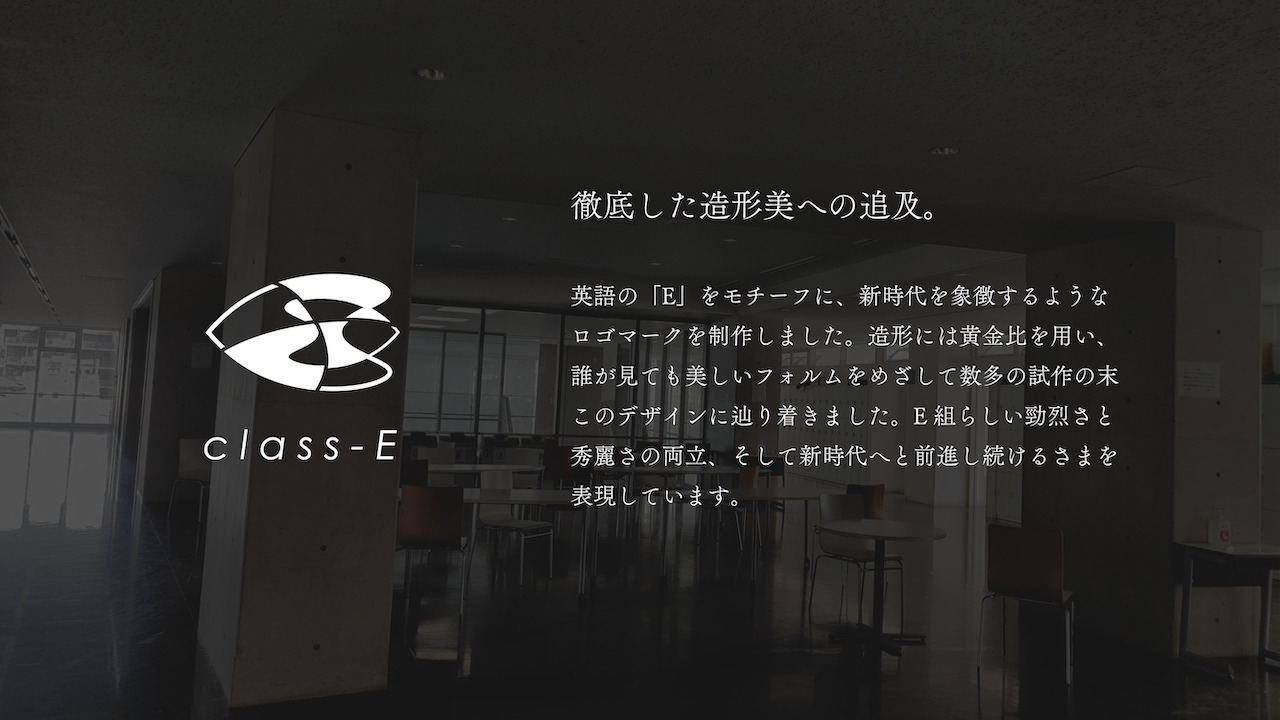 徹底した造形美への追及。
英語の「E」をモチーフに、新時代を象徴するような
ロゴマークを制作しました。造形には黄金比を用い、
誰が見ても美しいフォルムをめざして数多の試作の末
このデザインに辿り着きました。E 組らしい勁烈さと
秀麗さの両立、そして新時代へと前進し続けるさまを
表現しています。
class-E